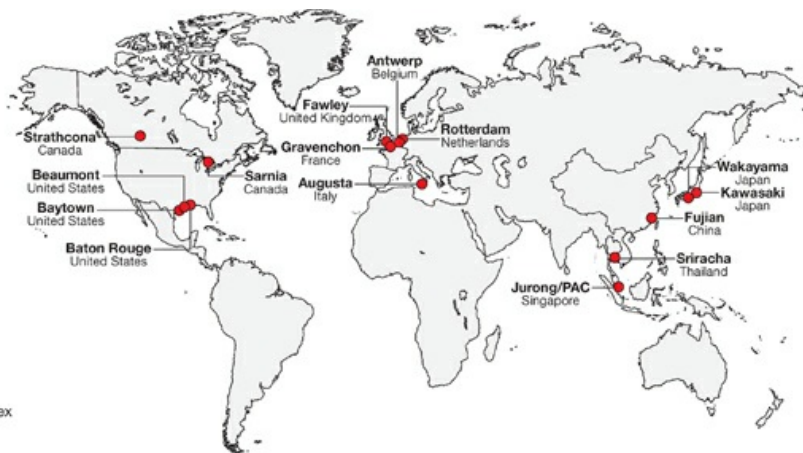 Antwerp
Belgium
Fawley
United Kingdom
Strathcona
Canada
Gravenchon
France
Rotterdam
Netherlands
Beaumont
United States
Sarnia
Canada
Augusta
Italy
Wakayama
Japan
Kawasaki
Japan
Baytown
United States
Fujian
China
Baton Rouge
United States
Sriracha
Thailand
Jurong/PAC
Singapore
ex